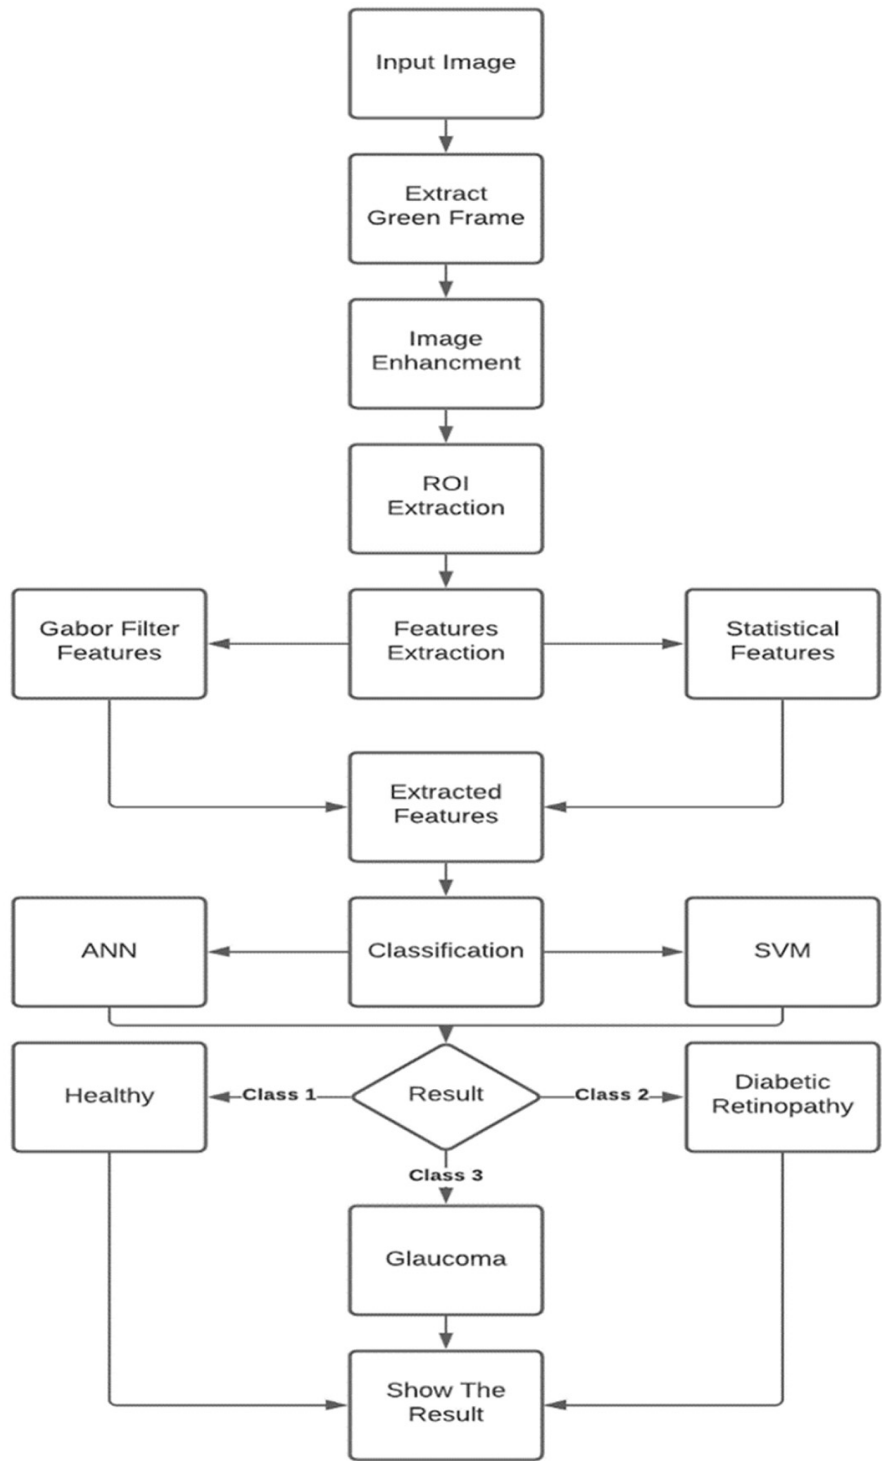 Input Image
Extract
Green Frame
Image
Enhancment
ROI
Extraction
Gabor Filter
Features
Features
Extraction
Statistical
Features
Extracted
Features
ANN
Classification
SVM
Healthy
Class 1
Result
Class 2
Diabetic
Retinopathy
Class 3
Glaucoma
Show The
Result